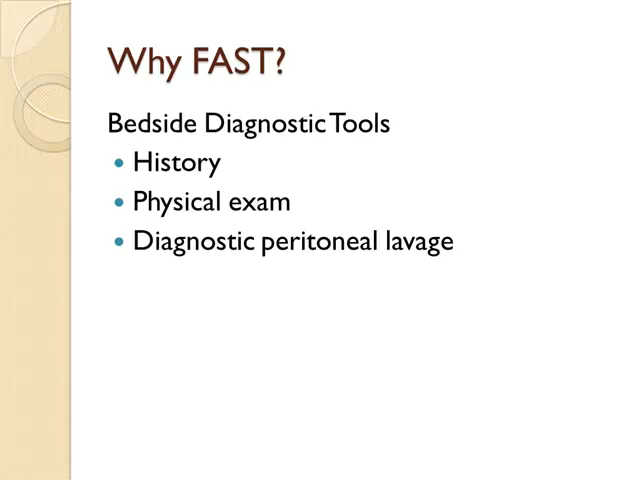 Why FAST?
Bedside Diagnostic Tools
• History
• Physical exam
• Diagnostic peritoneal lavage